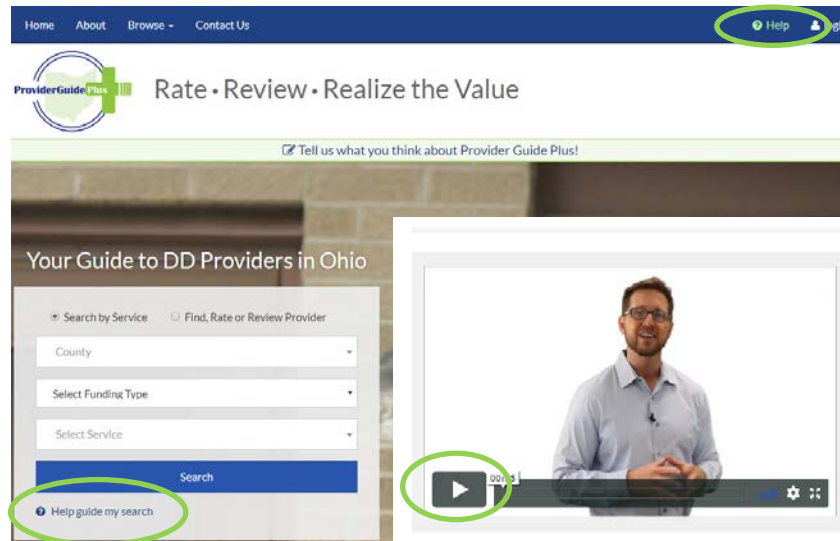 Home About Browse Contact Us Help
ProviderGuide Plus
Rate • Review • Realize the Value
Tell us what you think about Provider Guide Plus!
Your Guide to DD Providers in Ohio
Search by Service Find, Rate or Review Provider
County
Select Funding Type
Select Service
Search
Help guide my search